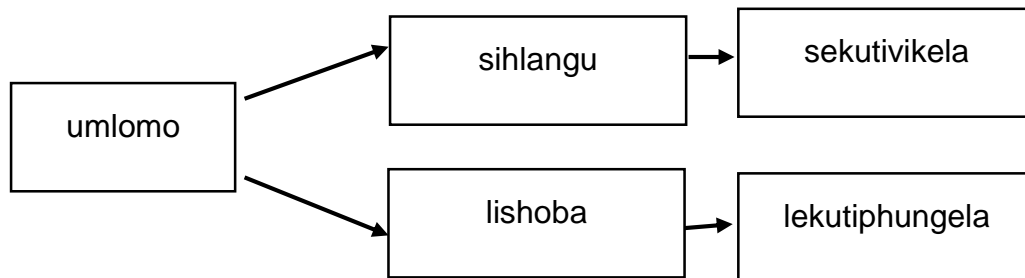 umlomo
sihlangu
sekutivikela
lishoba
lekutiphungela